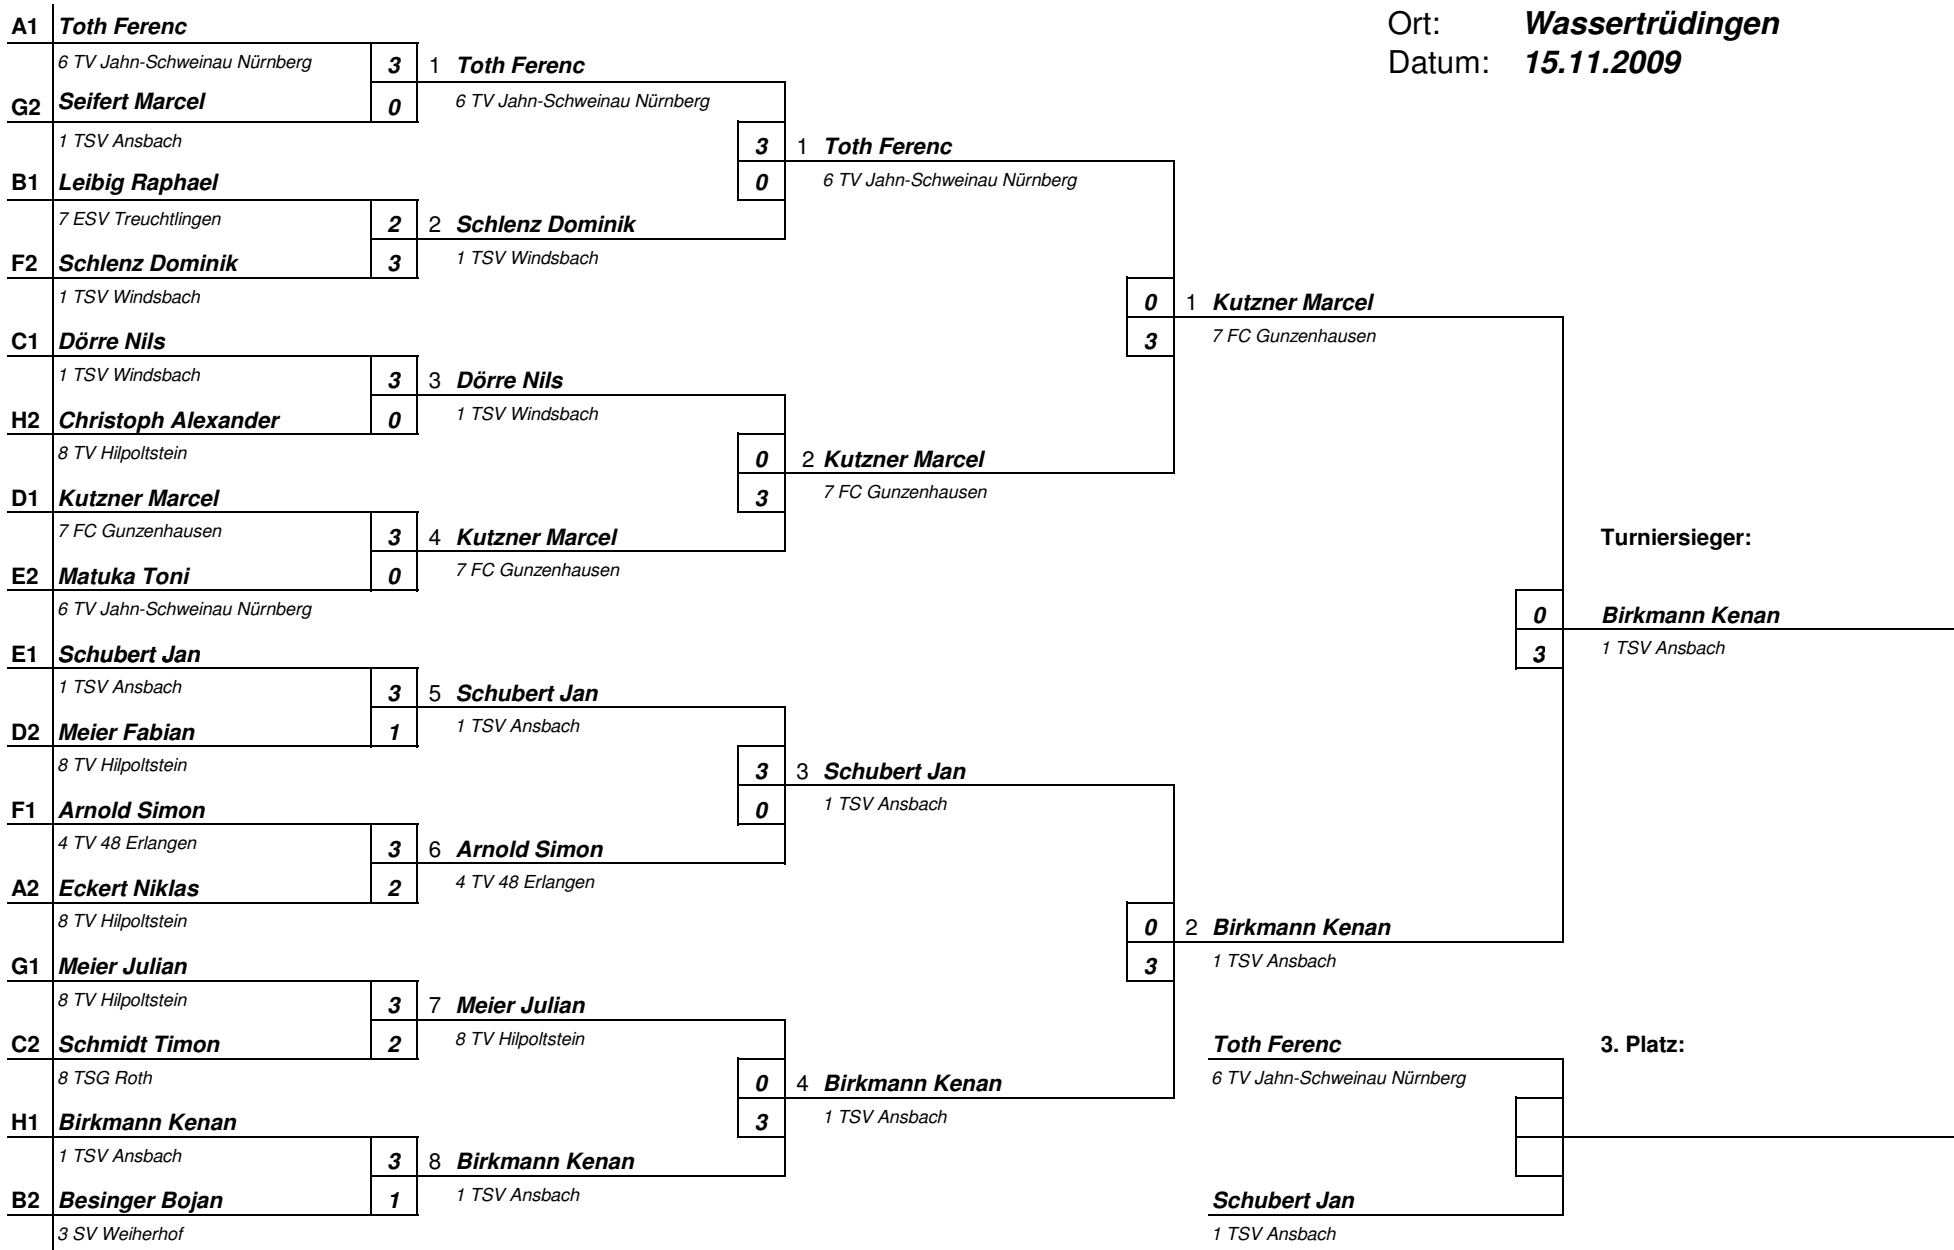 Ort: Wassertrüdingen
Datum: 15.11.2009
A1 Toth Ferenc
6 TV Jahn-Schweinau Nürnberg 3
G2 Seifert Marcel 0
1 TSV Ansbach
B1 Leibig Raphael
7 ESV Treuchtlingen 2
F2 Schlenz Dominik 3
1 TSV Windsbach
C1 Dörre Nils
1 TSV Windsbach 3
H2 Christoph Alexander 0
8 TV Hilpoltstein
D1 Kutzner Marcel
7 FC Gunzenhausen 3
E2 Matuka Toni 0
6 TV Jahn-Schweinau Nürnberg
E1 Schubert Jan
1 TSV Ansbach 3
D2 Meier Fabian 1
8 TV Hilpoltstein
F1 Arnold Simon
4 TV 48 Erlangen 3
A2 Eckert Niklas 2
8 TV Hilpoltstein
G1 Meier Julian
8 TV Hilpoltstein 3
C2 Schmidt Timon 2
8 TSG Roth
H1 Birkmann Kenan
1 TSV Ansbach 3
B2 Besinger Bojan 1
3 SV Weiherhof
1 Toth Ferenc
6 TV Jahn-Schweinau Nürnberg
3
0
2 Schlenz Dominik
1 TSV Windsbach
3 Dörre Nils
1 TSV Windsbach
0
3
4 Kutzner Marcel
7 FC Gunzenhausen
5 Schubert Jan
1 TSV Ansbach
3
0
6 Arnold Simon
4 TV 48 Erlangen
7 Meier Julian
8 TV Hilpoltstein
0
3
8 Birkmann Kenan
1 TSV Ansbach
1 Toth Ferenc
6 TV Jahn-Schweinau Nürnberg
0
3
2 Kutzner Marcel
7 FC Gunzenhausen
3 Schubert Jan
1 TSV Ansbach
0
3
4 Birkmann Kenan
1 TSV Ansbach
1 Kutzner Marcel
7 FC Gunzenhausen
0
3
2 Birkmann Kenan
1 TSV Ansbach
Turniersieger:
Birkmann Kenan
1 TSV Ansbach
Toth Ferenc
6 TV Jahn-Schweinau Nürnberg
3. Platz:
Schubert Jan
1 TSV Ansbach